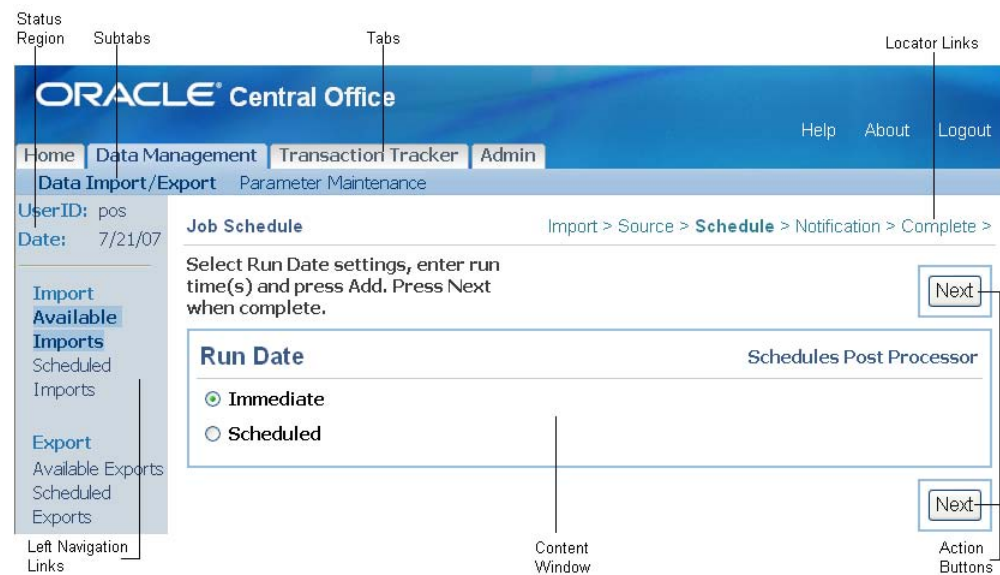 Status
Region
Subtabs
Tabs
Locator Links
ORACLE® Central Office
Help About Logout
Home Data Management Transaction Tracker Admin
Data Import/Export Parameter Maintenance
UserID: pos
Date: 7/21/07
Job Schedule
Import > Source > Schedule > Notification > Complete >
Select Run Date settings, enter run
time(s) and press Add. Press Next
when complete.
Next
Import
Available
Imports
Scheduled
Imports
Export
Available Exports
Scheduled
Exports
Run Date
Schedules Post Processor
Immediate
Scheduled
Next
Left Navigation
Links
Content
Window
Action
Buttons